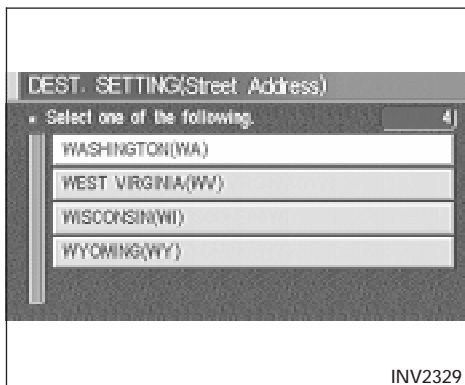 DEST. SETTING(Street Address)
Select one of the following. 4
WASHINGTON(WA)
WEST VIRGINIA(WV)
WISCONSIN(WI)
WYOMING(WY)
INV2329